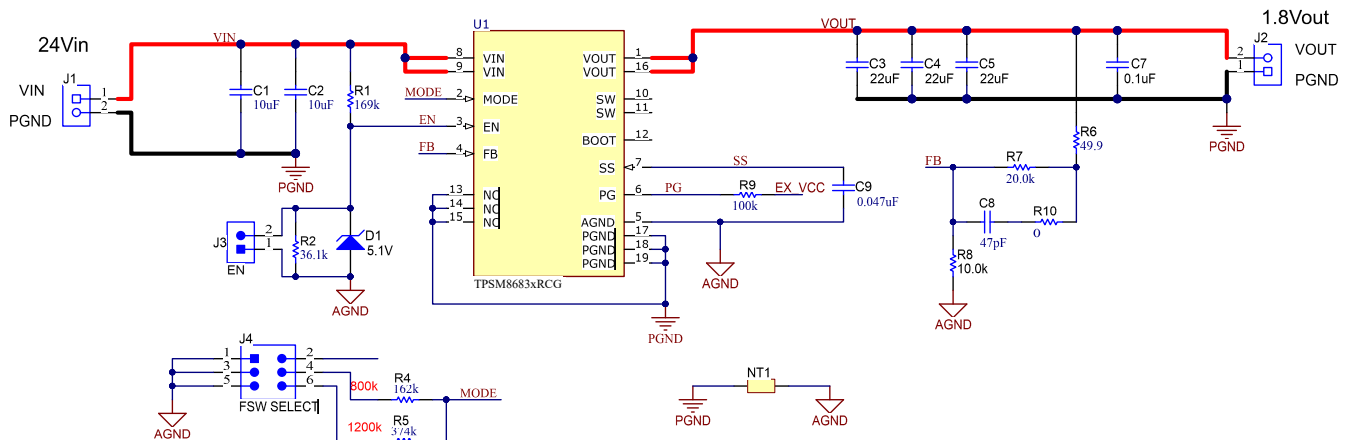 24Vin
J1
VIN
PGND
1
2
VIN
C1
10uF
C2
10uF
R1
169k
PGND
MODE
EN
FB
U1
8
VIN
9
VIN
2
MODE
3
EN
4
FB
13
NC
14
NC
15
NC
VOUT
1
VOUT
16
SW
10
SW
11
BOOT
12
SS
7
PG
6
AGND
5
PGND
17
PGND
18
PGND
19
TPSM8683xRCG
VOUT
SS
PG
R9
100k
EX_VCC
C9
0.047uF
AGND
PGND
C3
22uF
C4
22uF
C5
22uF
C7
0.1uF
1.8Vout
J2
2
VOUT
1
PGND
PGND
R6
49.9
FB
R7
20.0k
C8
47pF
R10
0
R8
10.0k
AGND
J3
2
1
EN
R2
36.1k
D1
5.1V
AGND
J4
1
2
3
4
5
6
FSW SELECT
AGND
800k
R4
162k
MODE
1200k
R5
374k
NT1
PGND
AGND